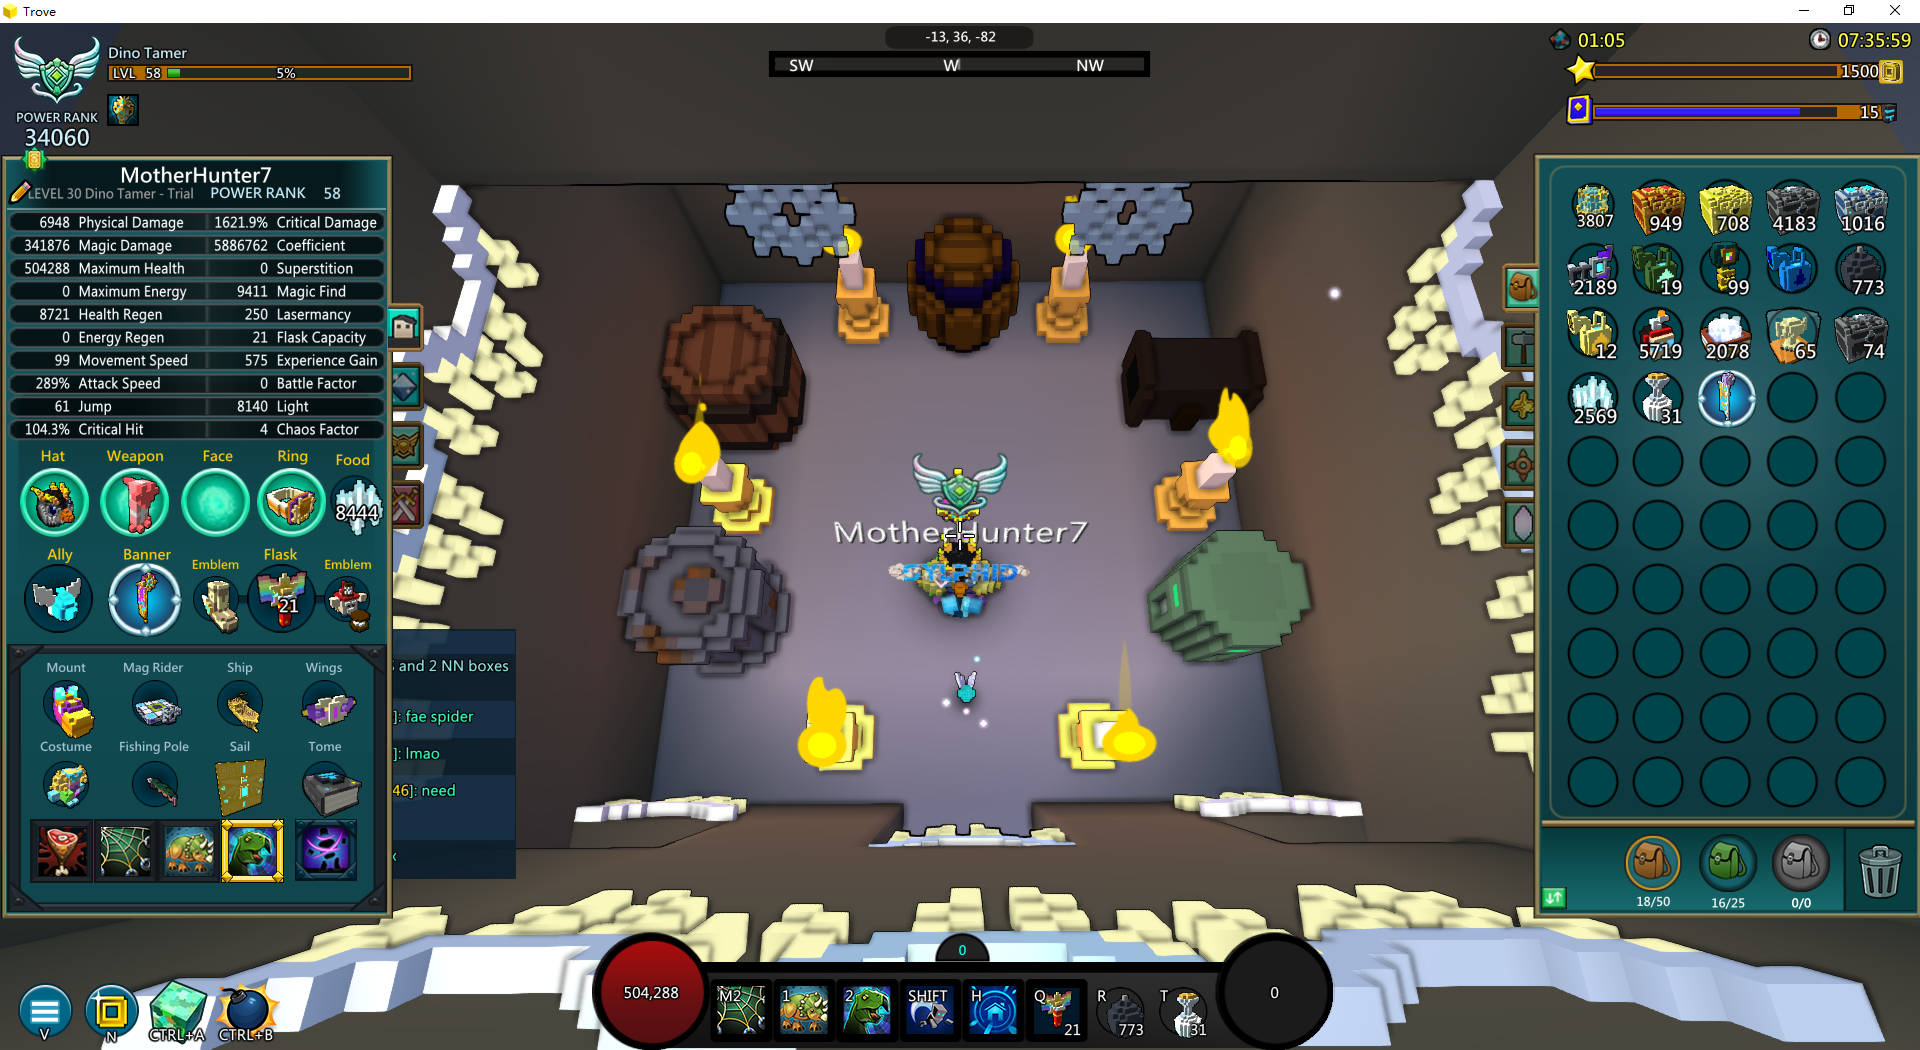 Trove
Dino Tamer
LVL 58
5%
POWER RANK
34060
-13, 36, -82
SW
W
NW
01:05
07:35:59
1500
15
MotherHunter7
LEVEL 30 Dino Tamer - Trial
POWER RANK 58
6948 Physical Damage
1621.9% Critical Damage
341876 Magic Damage
5886762 Coefficient
504288 Maximum Health
0 Superstition
0 Maximum Energy
9411 Magic Find
8721 Health Regen
250 Lasermancy
0 Energy Regen
21 Flask Capacity
99 Movement Speed
575 Experience Gain
289% Attack Speed
0 Battle Factor
61 Jump
8140 Light
104.3% Critical Hit
4 Chaos Factor
Hat
Weapon
Face
Ring
Food
8444
Ally
Banner
Emblem
Flask
Emblem
21
Mount
Mag Rider
Ship
Wings
Costume
Fishing Pole
Sail
Tome
and 2 NN boxes
]: fae spider
]: lmao
46]: need
x
MotherHunter7
3807
949
708
4183
1016
2189
19
99
773
12
5719
2078
65
74
2569
31
18/50
16/25
0/0
V
N
CTRL+A
CTRL+B
504,288
0
M2
1
2
SHIFT
H
Q
21
R
773
T
31
0